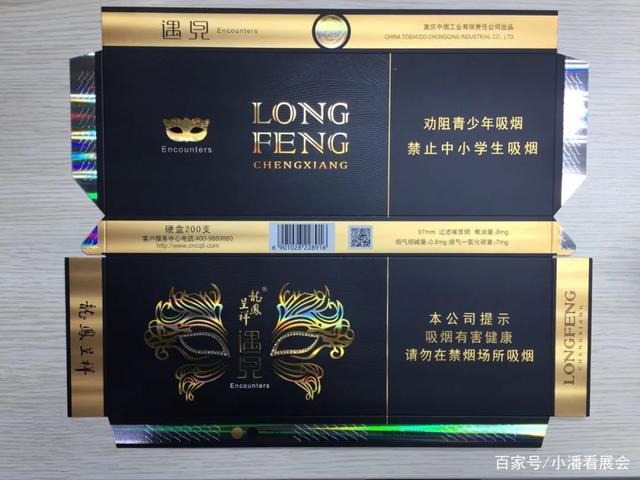 遇見 Encounters
重庆中烟工业有限责任公司出品
CHINA TOBACCO CHONGQING INDUSTRIAL CO., LTD.
Encounters
LONG
FENG
CHENGXIANG
劝阻青少年吸烟
禁止中小学生吸烟
硬盒200支
客户服务中心电话:400-9889880
http://www.cncqti.com
6 901028 228916
97mm 过滤嘴香烟 焦油量:8mg
烟气烟碱量:0.8mg 烟气一氧化碳量:7mg
龍鳳呈祥
龍鳳
呈祥
®
遇見
Encounters
本公司提示
吸烟有害健康
请勿在禁烟场所吸烟
LONGFENG
CHENGXIANG
百家号/小潘看展会